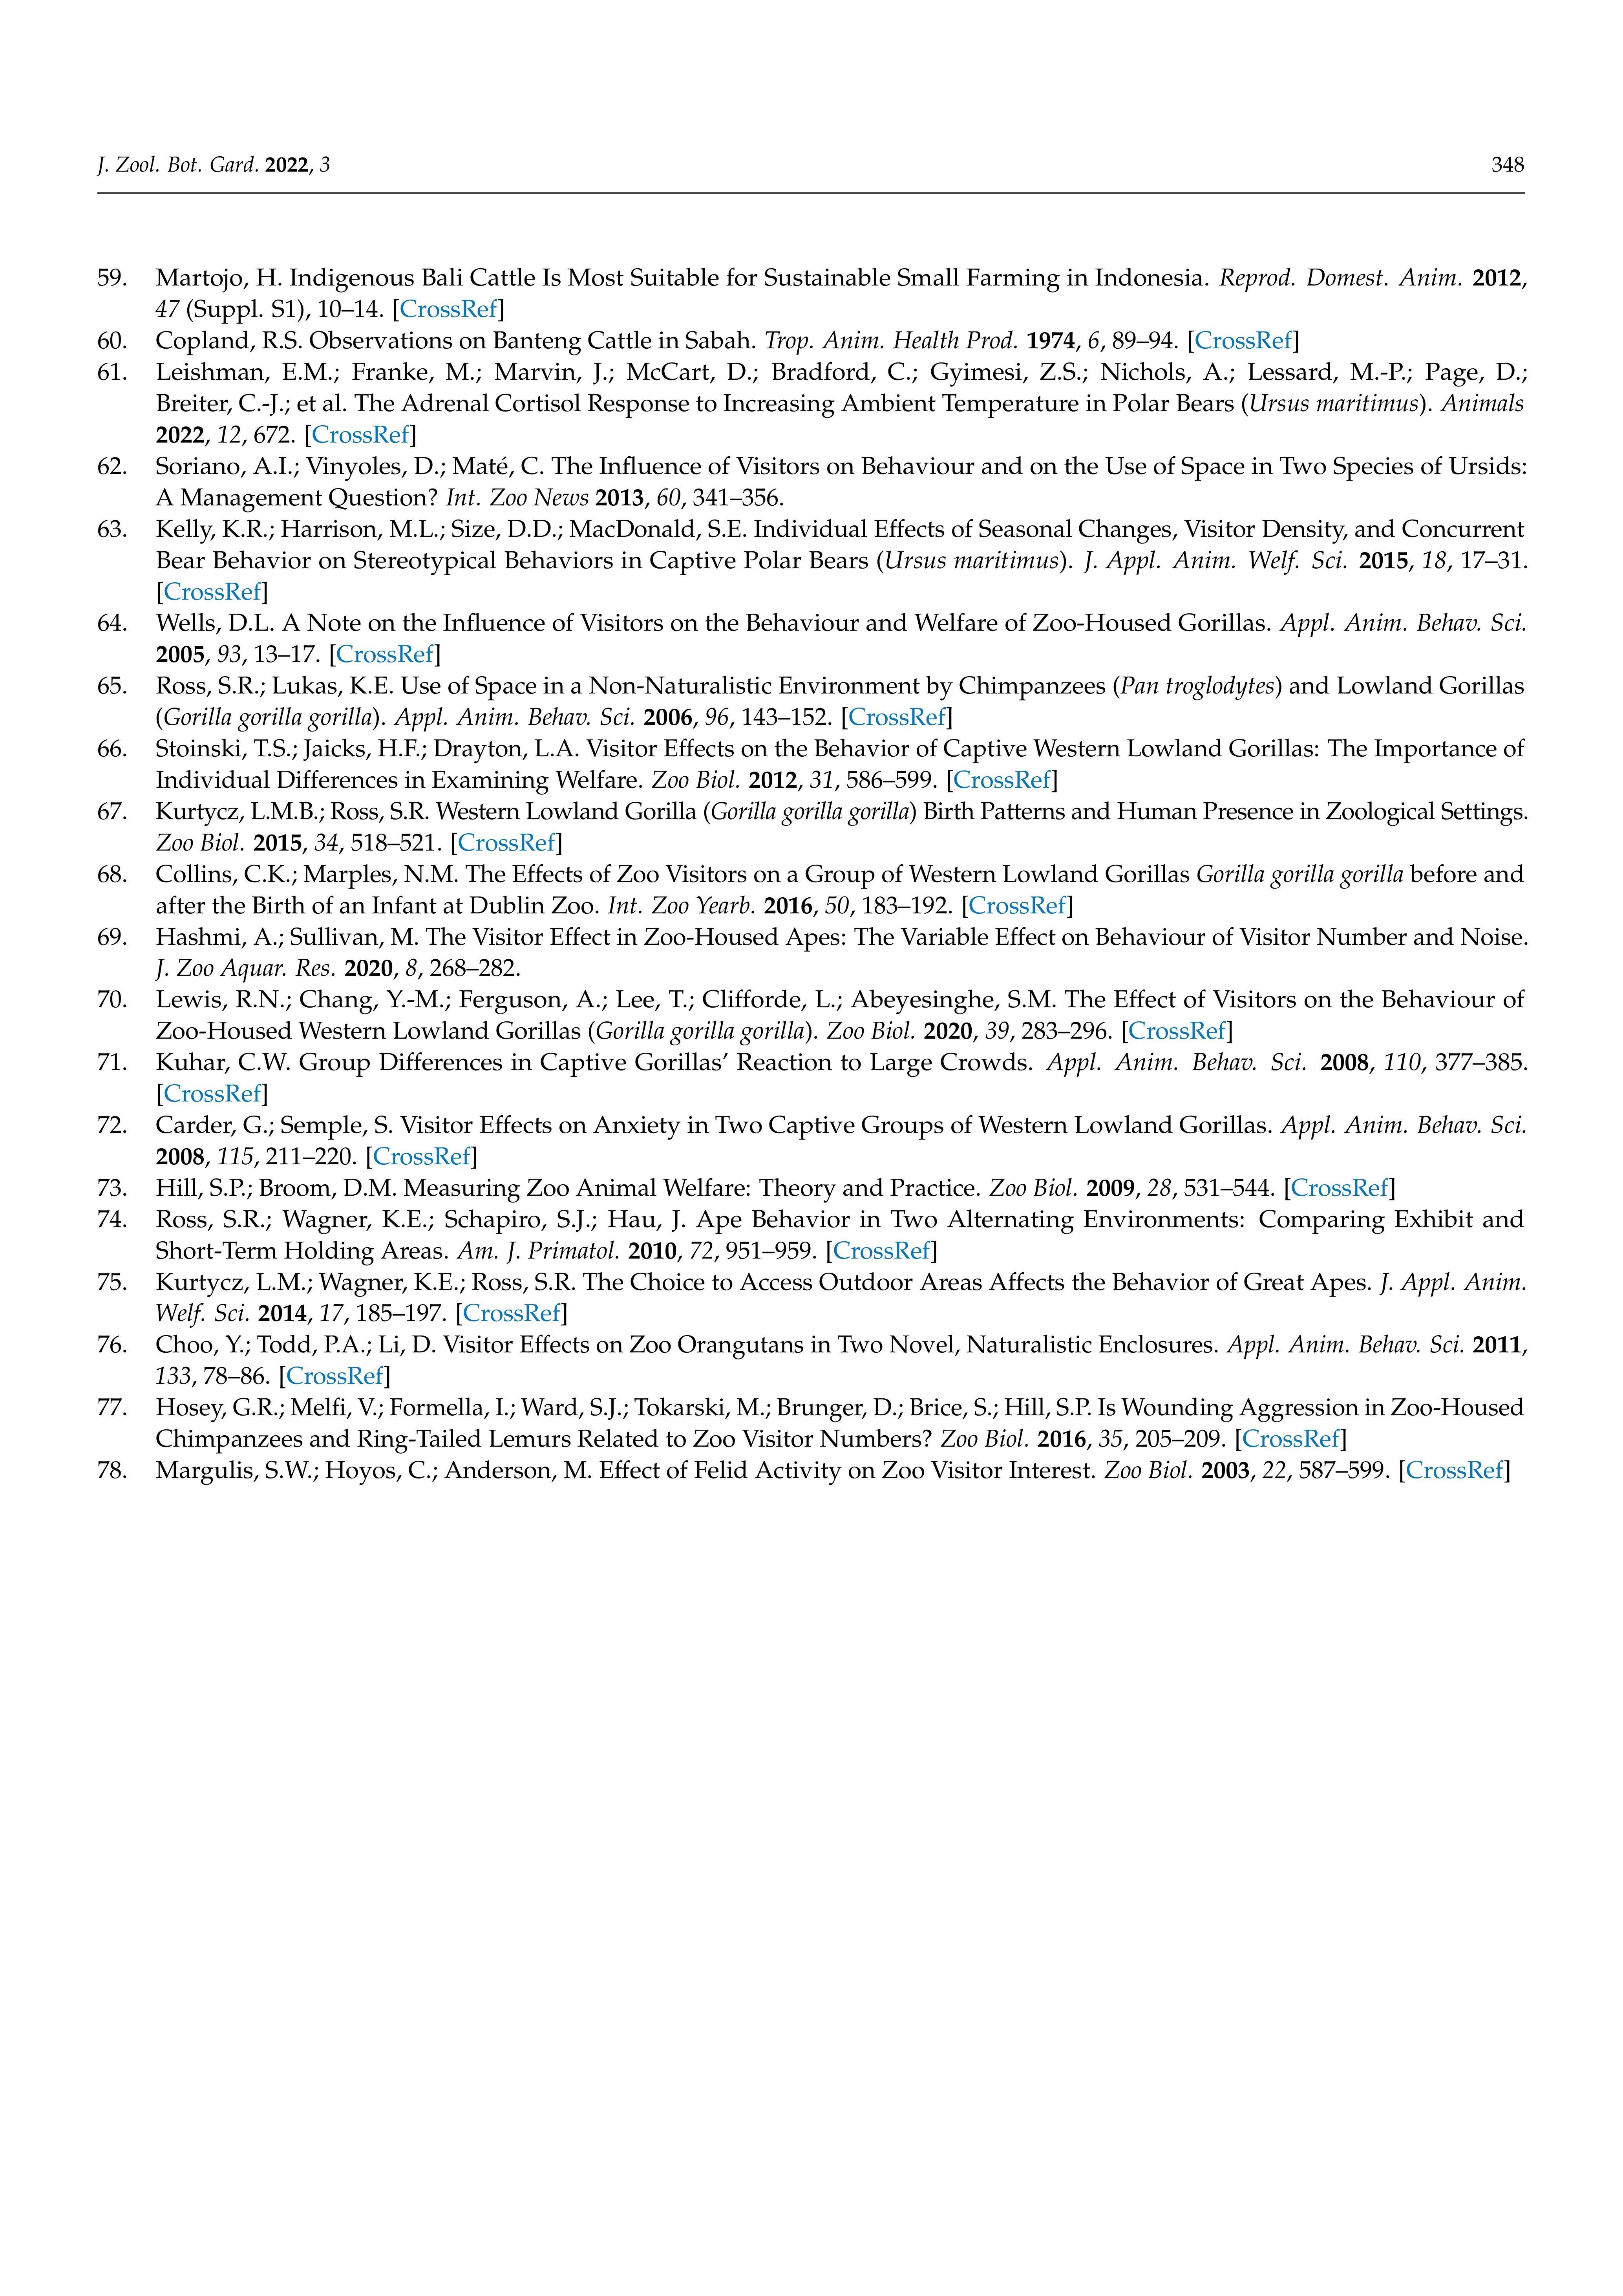 J. Zool. Bot. Gard. 2022, 3
348
59. Martojo, H. Indigenous Bali Cattle Is Most Suitable for Sustainable Small Farming in Indonesia. Reprod. Domest. Anim. 2012,
47 (Suppl. S1), 10–14. [CrossRef]
60. Copland, R.S. Observations on Banteng Cattle in Sabah. Trop. Anim. Health Prod. 1974, 6, 89–94. [CrossRef]
61. Leishman, E.M.; Franke, M.; Marvin, J.; McCart, D.; Bradford, C.; Gyimesi, Z.S.; Nichols, A.; Lessard, M.-P.; Page, D.;
Breiter, C.-J.; et al. The Adrenal Cortisol Response to Increasing Ambient Temperature in Polar Bears (Ursus maritimus). Animals
2022, 12, 672. [CrossRef]
62. Soriano, A.I.; Vinyoles, D.; Maté, C. The Influence of Visitors on Behaviour and on the Use of Space in Two Species of Ursids:
A Management Question? Int. Zoo News 2013, 60, 341–356.
63. Kelly, K.R.; Harrison, M.L.; Size, D.D.; MacDonald, S.E. Individual Effects of Seasonal Changes, Visitor Density, and Concurrent
Bear Behavior on Stereotypical Behaviors in Captive Polar Bears (Ursus maritimus). J. Appl. Anim. Welf. Sci. 2015, 18, 17–31.
[CrossRef]
64. Wells, D.L. A Note on the Influence of Visitors on the Behaviour and Welfare of Zoo-Housed Gorillas. Appl. Anim. Behav. Sci.
2005, 93, 13–17. [CrossRef]
65. Ross, S.R.; Lukas, K.E. Use of Space in a Non-Naturalistic Environment by Chimpanzees (Pan troglodytes) and Lowland Gorillas
(Gorilla gorilla gorilla). Appl. Anim. Behav. Sci. 2006, 96, 143–152. [CrossRef]
66. Stoinski, T.S.; Jaicks, H.F.; Drayton, L.A. Visitor Effects on the Behavior of Captive Western Lowland Gorillas: The Importance of
Individual Differences in Examining Welfare. Zoo Biol. 2012, 31, 586–599. [CrossRef]
67. Kurtycz, L.M.B.; Ross, S.R. Western Lowland Gorilla (Gorilla gorilla gorilla) Birth Patterns and Human Presence in Zoological Settings.
Zoo Biol. 2015, 34, 518–521. [CrossRef]
68. Collins, C.K.; Marples, N.M. The Effects of Zoo Visitors on a Group of Western Lowland Gorillas Gorilla gorilla gorilla before and
after the Birth of an Infant at Dublin Zoo. Int. Zoo Yearb. 2016, 50, 183–192. [CrossRef]
69. Hashmi, A.; Sullivan, M. The Visitor Effect in Zoo-Housed Apes: The Variable Effect on Behaviour of Visitor Number and Noise.
J. Zoo Aquar. Res. 2020, 8, 268–282.
70. Lewis, R.N.; Chang, Y.-M.; Ferguson, A.; Lee, T.; Clifforde, L.; Abeyesinghe, S.M. The Effect of Visitors on the Behaviour of
Zoo-Housed Western Lowland Gorillas (Gorilla gorilla gorilla). Zoo Biol. 2020, 39, 283–296. [CrossRef]
71. Kuhar, C.W. Group Differences in Captive Gorillas’ Reaction to Large Crowds. Appl. Anim. Behav. Sci. 2008, 110, 377–385.
[CrossRef]
72. Carder, G.; Semple, S. Visitor Effects on Anxiety in Two Captive Groups of Western Lowland Gorillas. Appl. Anim. Behav. Sci.
2008, 115, 211–220. [CrossRef]
73. Hill, S.P.; Broom, D.M. Measuring Zoo Animal Welfare: Theory and Practice. Zoo Biol. 2009, 28, 531–544. [CrossRef]
74. Ross, S.R.; Wagner, K.E.; Schapiro, S.J.; Hau, J. Ape Behavior in Two Alternating Environments: Comparing Exhibit and
Short-Term Holding Areas. Am. J. Primatol. 2010, 72, 951–959. [CrossRef]
75. Kurtycz, L.M.; Wagner, K.E.; Ross, S.R. The Choice to Access Outdoor Areas Affects the Behavior of Great Apes. J. Appl. Anim.
Welf. Sci. 2014, 17, 185–197. [CrossRef]
76. Choo, Y.; Todd, P.A.; Li, D. Visitor Effects on Zoo Orangutans in Two Novel, Naturalistic Enclosures. Appl. Anim. Behav. Sci. 2011,
133, 78–86. [CrossRef]
77. Hosey, G.R.; Melfi, V.; Formella, I.; Ward, S.J.; Tokarski, M.; Brunger, D.; Brice, S.; Hill, S.P. Is Wounding Aggression in Zoo-Housed
Chimpanzees and Ring-Tailed Lemurs Related to Zoo Visitor Numbers? Zoo Biol. 2016, 35, 205–209. [CrossRef]
78. Margulis, S.W.; Hoyos, C.; Anderson, M. Effect of Felid Activity on Zoo Visitor Interest. Zoo Biol. 2003, 22, 587–599. [CrossRef]